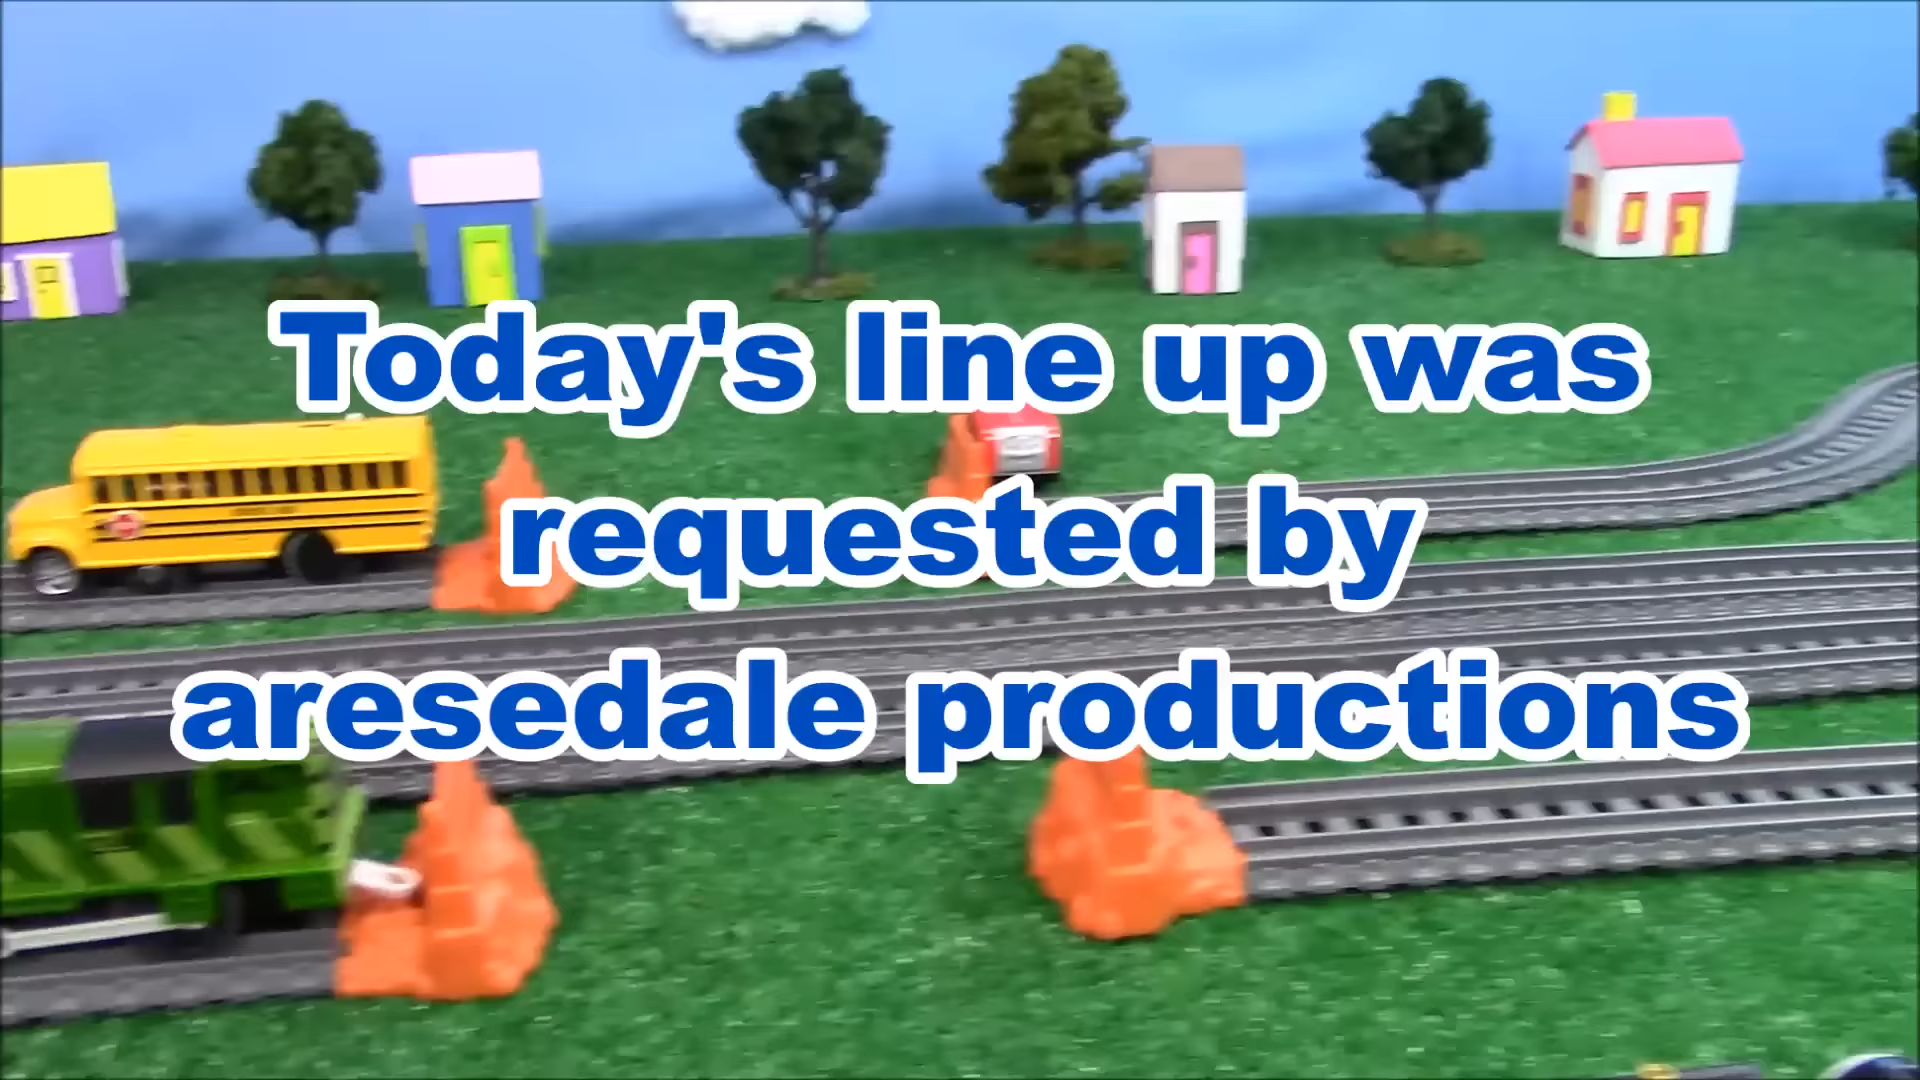 Today's line up was
requested by
aresedale productions